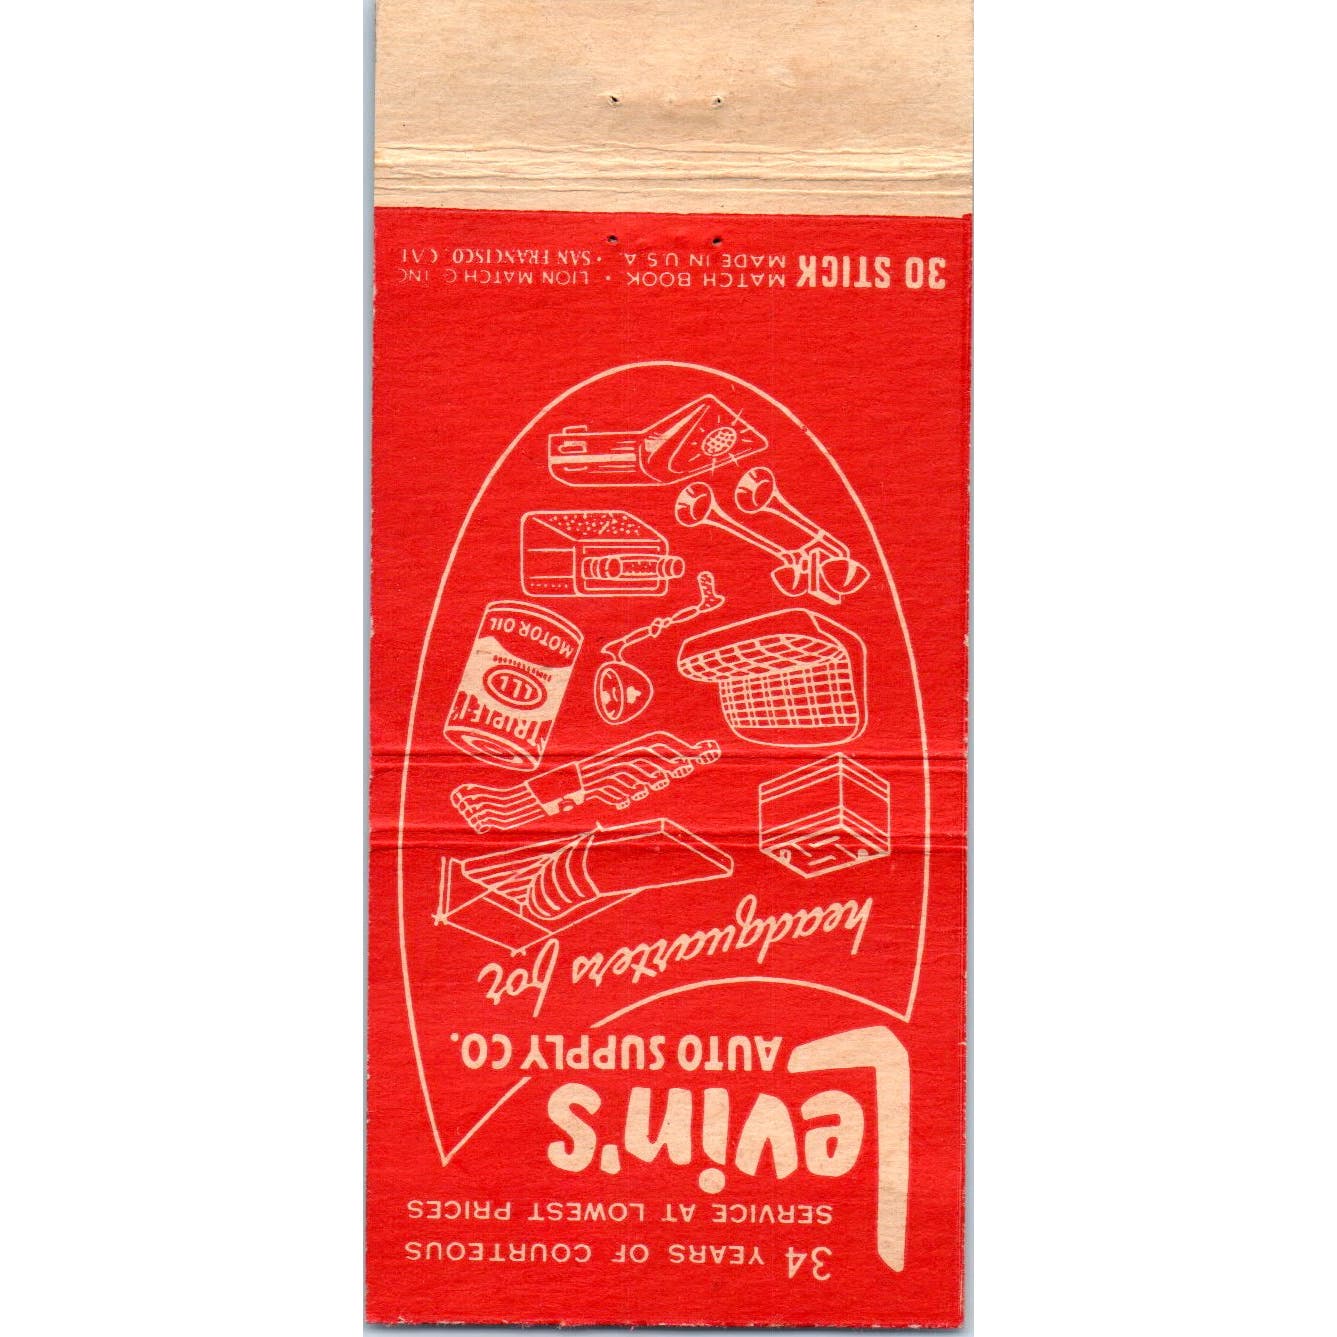 34 YEARS OF COURTEOUS
SERVICE AT LOWEST PRICES
Levin's
AUTO SUPPLY CO.
headquarters for
TRIPLE-L
LLL
MOTOR OIL
30 STICK MATCH BOOK • LION MATCH C INC
MADE IN U S A • SAN FRANCISCO, CAL